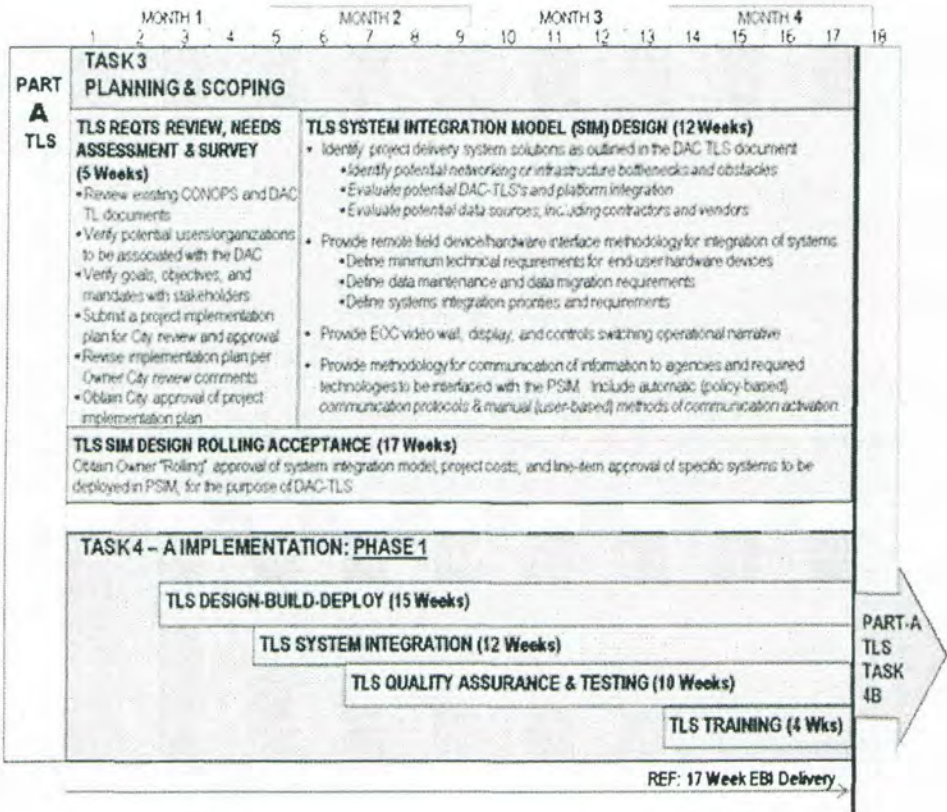 MONTH 1 MONTH 2 MONTH 3 MONTH 4
1 2 3 4 5 6 7 8 9 10 11 12 13 14 15 16 17 18
PART
A
TLS
TASK 3
PLANNING & SCOPING
TLS REQTS REVIEW, NEEDS
ASSESSMENT & SURVEY
(5 Weeks)
• Review existing CONOPS and DAC
TL documents
• Verify potential users/organizations
to be associated with the DAC
• Verify goals, objectives, and
mandates with stakeholders
• Submit a project implementation
plan for City review and approval
• Revise implementation plan per
Owner City review comments
• Obtain City approval of project
implementation plan
TLS SYSTEM INTEGRATION MODEL (SIM) DESIGN (12 Weeks)
• Identify project delivery system solutions as outlined in the DAC TLS document
• Identify potential networking or infrastructure bottlenecks and obstacles
• Evaluate potential DAC-TLS's and platform integration
• Evaluate potential data sources, including contractors and vendors
• Provide remote field device/hardware interface methodology for integration of systems
• Define minimum technical requirements for end-user hardware devices
• Define data maintenance and data migration requirements
• Define systems integration priorities and requirements
• Provide EOC video wall, display, and controls switching operational narrative
• Provide methodology for communication of information to agencies and required
technologies to be interfaced with the PSIM. Include automatic (policy-based)
communication protocols & manual (user-based) methods of communication activation.
TLS SIM DESIGN ROLLING ACCEPTANCE (17 Weeks)
Obtain Owner "Rolling" approval of system integration model, project costs, and line-item approval of specific systems to be
deployed in PSIM, for the purpose of DAC-TLS
TASK 4 – A IMPLEMENTATION: PHASE 1
TLS DESIGN-BUILD-DEPLOY (15 Weeks)
TLS SYSTEM INTEGRATION (12 Weeks)
TLS QUALITY ASSURANCE & TESTING (10 Weeks)
TLS TRAINING (4 Wks)
PART-A
TLS
TASK
4B
REF: 17 Week EBI Delivery